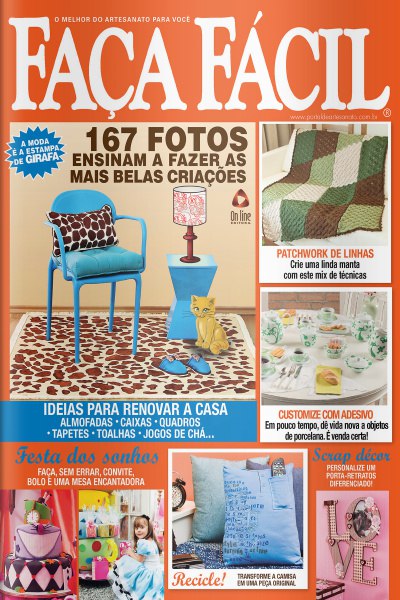 O MELHOR DO ARTESANATO PARA VOCÊ
FAÇA FÁCIL
®
www.portaldeartesanato.com.br
A MODA
É A ESTAMPA
DE GIRAFA
167 FOTOS
ENSINAM A FAZER AS
MAIS BELAS CRIAÇÕES
On line
EDITORA
PATCHWORK DE LINHAS
Crie uma linda manta
com este mix de técnicas
CUSTOMIZE COM ADESIVO
Em pouco tempo, dê vida nova a objetos
de porcelana. É venda certa!
IDEIAS PARA RENOVAR A CASA
ALMOFADAS • CAIXAS • QUADROS
• TAPETES • TOALHAS • JOGOS DE CHÁ...
Festa dos sonhos
FAÇA, SEM ERRAR, CONVITE,
BOLO E UMA MESA ENCANTADORA
Recicle!
TRANSFORME A CAMISA
EM UMA PEÇA ORIGINAL
Scrap décor
PERSONALIZE UM
PORTA-RETRATOS
DIFERENCIADO!
LOVE